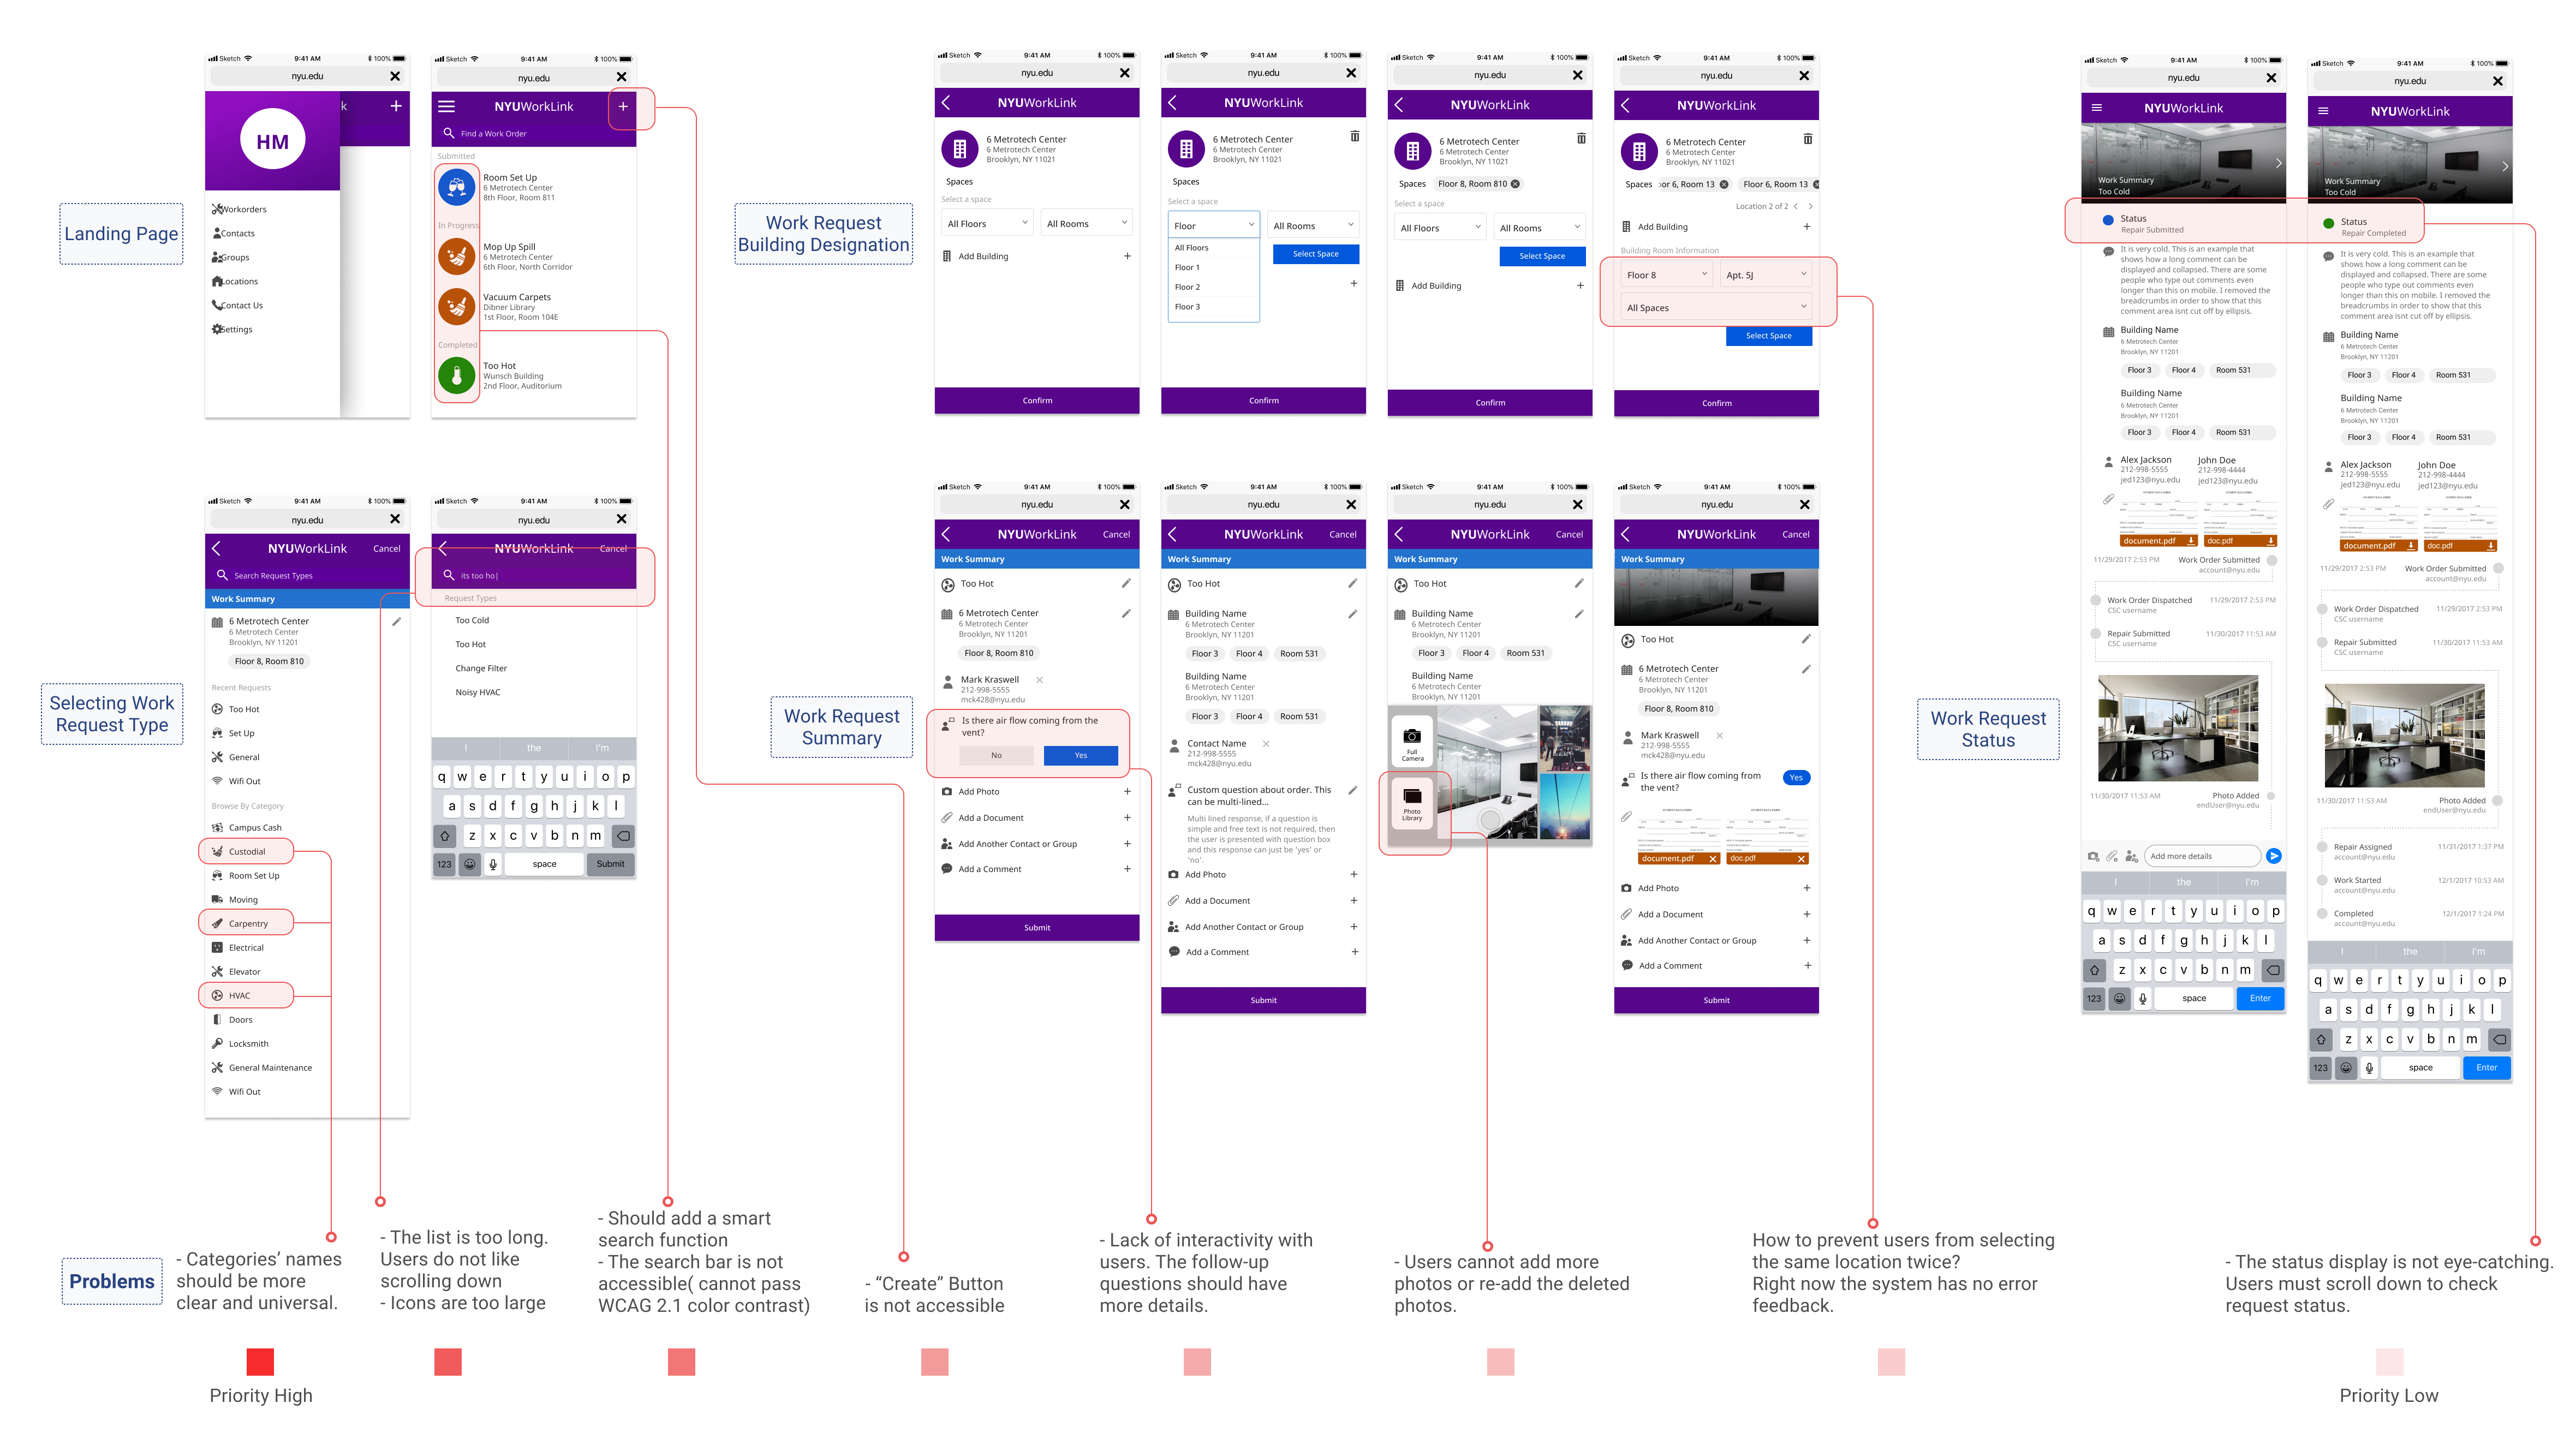 Landing Page
Sketch
9:41 AM
100%
nyu.edu
HM
k
Workorders
Contacts
Groups
Locations
Contact Us
Settings
Sketch
9:41 AM
100%
nyu.edu
NYUWorkLink
Find a Work Order
Submitted
Room Set Up
6 Metrotech Center
8th Floor, Room 811
In Progress
Mop Up Spill
6 Metrotech Center
6th Floor, North Corridor
Vacuum Carpets
Dibner Library
1st Floor, Room 104E
Completed
Too Hot
Wunsch Building
2nd Floor, Auditorium
Work Request
Building Designation
Sketch
9:41 AM
100%
nyu.edu
NYUWorkLink
6 Metrotech Center
6 Metrotech Center
Brooklyn, NY 11021
Spaces
Select a space
All Floors
All Rooms
Add Building
Confirm
Sketch
9:41 AM
100%
nyu.edu
NYUWorkLink
6 Metrotech Center
6 Metrotech Center
Brooklyn, NY 11021
Spaces
Select a space
Floor
All Rooms
All Floors
Floor 1
Floor 2
Floor 3
Select Space
Confirm
Sketch
9:41 AM
100%
nyu.edu
NYUWorkLink
6 Metrotech Center
6 Metrotech Center
Brooklyn, NY 11021
Spaces
Floor 8, Room 810
Select a space
All Floors
All Rooms
Select Space
Add Building
Confirm
Sketch
9:41 AM
100%
nyu.edu
NYUWorkLink
6 Metrotech Center
6 Metrotech Center
Brooklyn, NY 11021
Spaces
or 6, Room 13
Floor 6, Room 13
Location 2 of 2
Add Building
Building Room Information
Floor 8
Apt. 5J
All Spaces
Select Space
Confirm
Selecting Work
Request Type
Sketch
9:41 AM
100%
nyu.edu
NYUWorkLink
Cancel
Search Request Types
Work Summary
6 Metrotech Center
6 Metrotech Center
Brooklyn, NY 11201
Floor 8, Room 810
Recent Requests
Too Hot
Set Up
General
Wifi Out
Browse By Category
Campus Cash
Custodial
Room Set Up
Moving
Carpentry
Electrical
Elevator
HVAC
Doors
Locksmith
General Maintenance
Wifi Out
Sketch
9:41 AM
100%
nyu.edu
NYUWorkLink
Cancel
its too ho|
Request Types
Too Cold
Too Hot
Change Filter
Noisy HVAC
I the I'm
q w e r t y u i o p
a s d f g h j k l
z x c v b n m
123 space Submit
Work Request
Summary
Sketch
9:41 AM
100%
nyu.edu
NYUWorkLink
Cancel
Work Summary
Too Hot
6 Metrotech Center
6 Metrotech Center
Brooklyn, NY 11201
Floor 8, Room 810
Mark Kraswell
212-998-5555
mck428@nyu.edu
Is there air flow coming from the
vent?
No
Yes
Add Photo
Add a Document
Add Another Contact or Group
Add a Comment
Submit
Sketch
9:41 AM
100%
nyu.edu
NYUWorkLink
Cancel
Work Summary
Too Hot
Building Name
6 Metrotech Center
Brooklyn, NY 11201
Floor 3 Floor 4 Room 531
Building Name
6 Metrotech Center
Brooklyn, NY 11201
Floor 3 Floor 4 Room 531
Contact Name
212-998-5555
mck428@nyu.edu
Custom question about order. This
can be multi-lined...
Multi lined response, if a question is
simple and free text is not required, then
the user is presented with question box
and this response can just be 'yes' or
'no'.
Add Photo
Add a Document
Add Another Contact or Group
Add a Comment
Submit
Sketch
9:41 AM
100%
nyu.edu
NYUWorkLink
Cancel
Work Summary
Too Hot
Building Name
6 Metrotech Center
Brooklyn, NY 11201
Floor 3 Floor 4 Room 531
Building Name
6 Metrotech Center
Brooklyn, NY 11201
Full
Camera
Photo
Library
Sketch
9:41 AM
100%
nyu.edu
NYUWorkLink
Cancel
Work Summary
Too Hot
6 Metrotech Center
6 Metrotech Center
Brooklyn, NY 11201
Floor 8, Room 810
Mark Kraswell
212-998-5555
mck428@nyu.edu
Is there air flow coming from
the vent?
Yes
document.pdf
doc.pdf
Add Photo
Add a Document
Add Another Contact or Group
Add a Comment
Submit
Work Request
Status
Sketch
9:41 AM
100%
nyu.edu
NYUWorkLink
Work Summary
Too Cold
Status
Repair Submitted
It is very cold. This is an example that
shows how a long comment can be
displayed and collapsed. There are some
people who type out comments even
longer than this on mobile. I removed the
breadcrumbs in order to show that this
comment area isnt cut off by ellipsis.
Building Name
6 Metrotech Center
Brooklyn, NY 11201
Floor 3 Floor 4 Room 531
Building Name
6 Metrotech Center
Brooklyn, NY 11201
Floor 3 Floor 4 Room 531
Alex Jackson
212-998-5555
jed123@nyu.edu
John Doe
212-998-4444
jed123@nyu.edu
document.pdf
doc.pdf
11/29/2017 2:53 PM
Work Order Submitted
account@nyu.edu
Work Order Dispatched
11/29/2017 2:53 PM
CSC username
Repair Submitted
11/30/2017 11:53 AM
CSC username
11/30/2017 11:53 AM
Photo Added
endUser@nyu.edu
Add more details
I the I'm
q w e r t y u i o p
a s d f g h j k l
z x c v b n m
123 space Enter
Sketch
9:41 AM
100%
nyu.edu
NYUWorkLink
Work Summary
Too Cold
Status
Repair Completed
It is very cold. This is an example that
shows how a long comment can be
displayed and collapsed. There are some
people who type out comments even
longer than this on mobile. I removed the
breadcrumbs in order to show that this
comment area isnt cut off by ellipsis.
Building Name
6 Metrotech Center
Brooklyn, NY 11201
Floor 3 Floor 4 Room 531
Building Name
6 Metrotech Center
Brooklyn, NY 11201
Floor 3 Floor 4 Room 531
Alex Jackson
212-998-5555
jed123@nyu.edu
John Doe
212-998-4444
jed123@nyu.edu
document.pdf
doc.pdf
11/29/2017 2:53 PM
Work Order Submitted
account@nyu.edu
Work Order Dispatched
11/29/2017 2:53 PM
CSC username
Repair Submitted
11/30/2017 11:53 AM
CSC username
11/30/2017 11:53 AM
Photo Added
endUser@nyu.edu
Repair Assigned
11/31/2017 1:37 PM
account@nyu.edu
Work Started
12/1/2017 10:53 AM
account@nyu.edu
Completed
12/1/2017 1:24 PM
account@nyu.edu
I the I'm
q w e r t y u i o p
a s d f g h j k l
z x c v b n m
123 space Enter
Problems
- Categories' names
should be more
clear and universal.
- The list is too long.
Users do not like
scrolling down
- Icons are too large
- Should add a smart
search function
- The search bar is not
accessible( cannot pass
WCAG 2.1 color contrast)
- “Create” Button
is not accessible
- Lack of interactivity with
users. The follow-up
questions should have
more details.
- Users cannot add more
photos or re-add the deleted
photos.
How to prevent users from selecting
the same location twice?
Right now the system has no error
feedback.
- The status display is not eye-catching.
Users must scroll down to check
request status.
Priority High
Priority Low